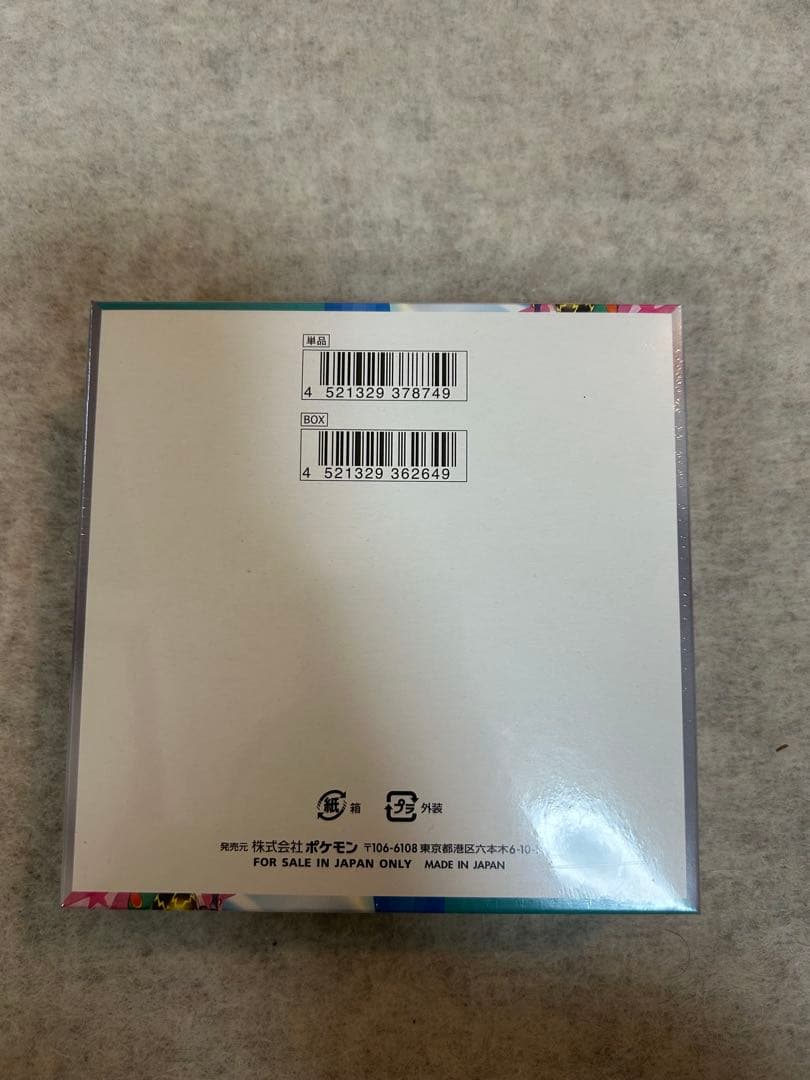 単品
4 521329 378749
BOX
4 521329 362649
紙 箱 プラ 外装
発売元 株式会社 ポケモン 〒106-6108 東京都港区六本木6-10-
FOR SALE IN JAPAN ONLY MADE IN JAPAN